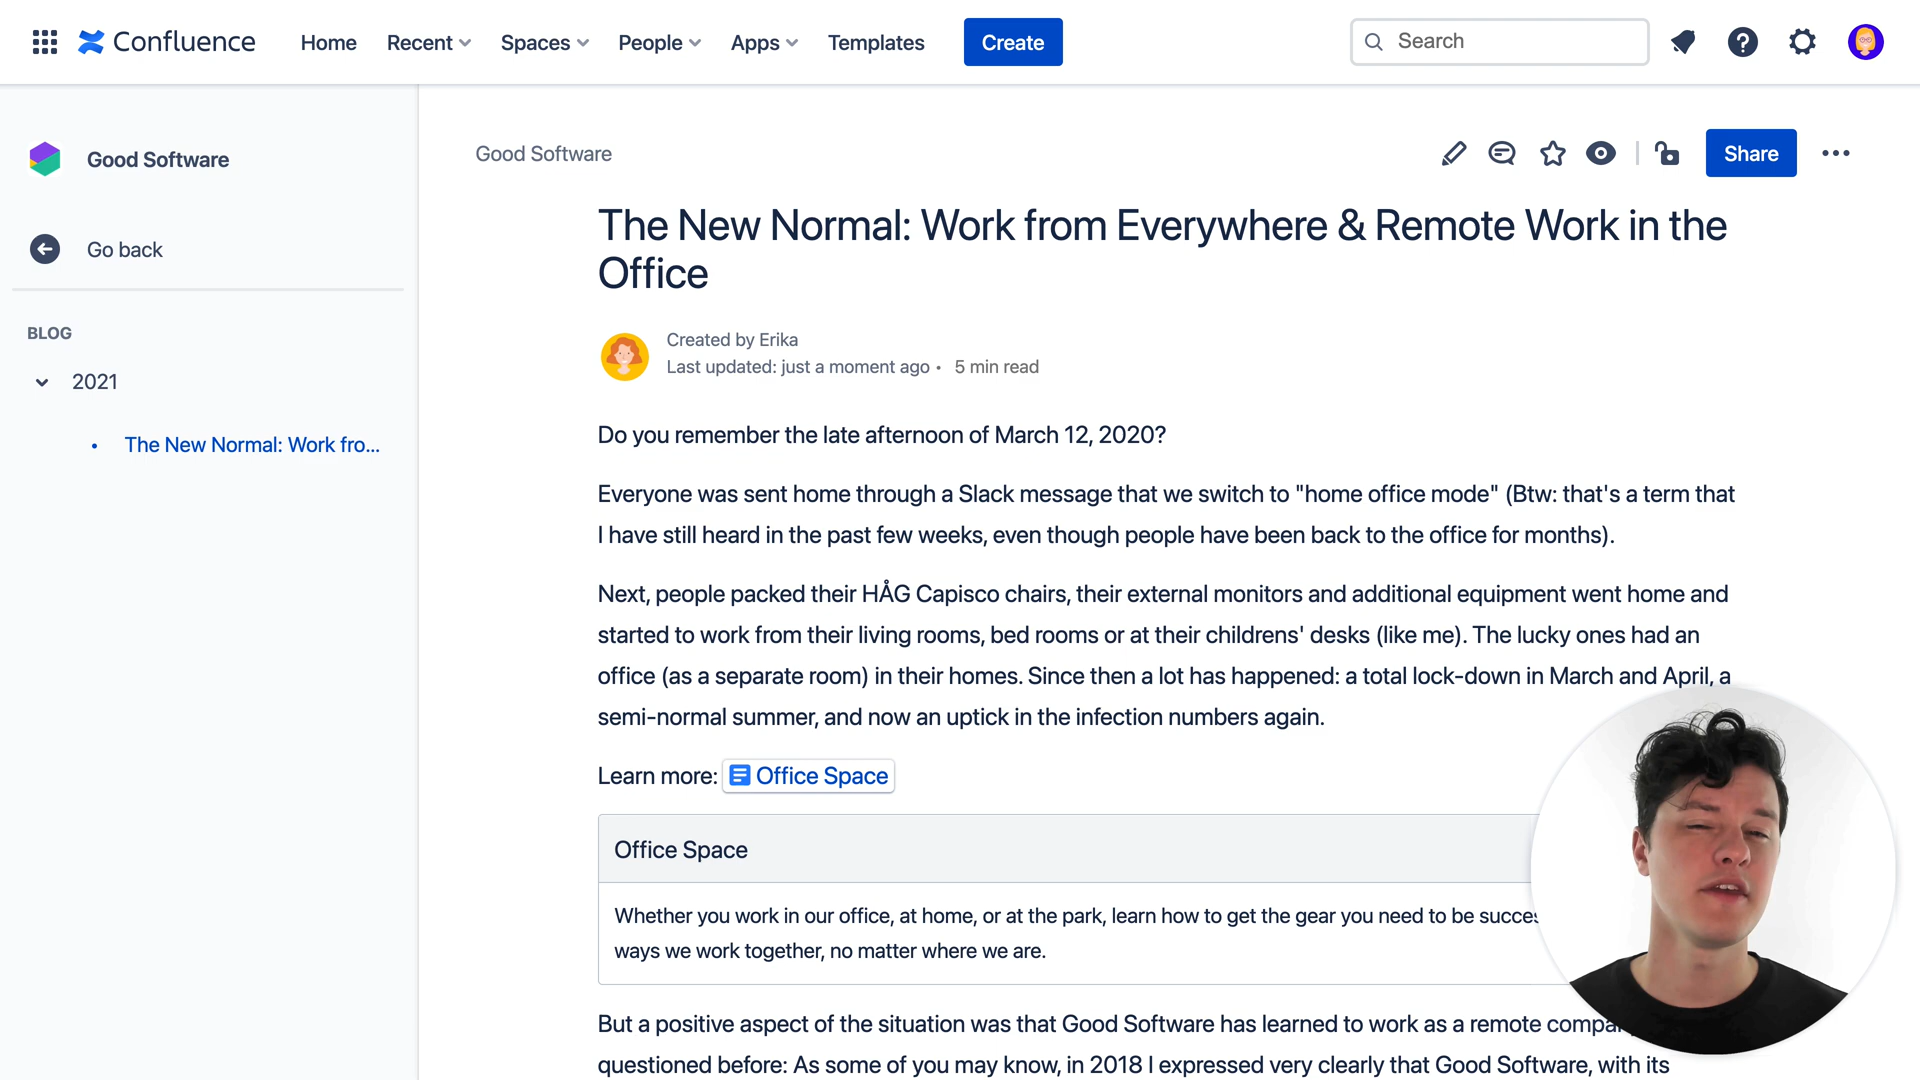 Confluence Home Recent Spaces People Apps Templates Create Search
Good Software
Go back
BLOG
2021
The New Normal: Work fro...
Good Software
Share
The New Normal: Work from Everywhere & Remote Work in the
Office
Created by Erika
Last updated: just a moment ago • 5 min read
Do you remember the late afternoon of March 12, 2020?
Everyone was sent home through a Slack message that we switch to "home office mode" (Btw: that's a term that
I have still heard in the past few weeks, even though people have been back to the office for months).
Next, people packed their HÅG Capisco chairs, their external monitors and additional equipment went home and
started to work from their living rooms, bed rooms or at their childrens' desks (like me). The lucky ones had an
office (as a separate room) in their homes. Since then a lot has happened: a total lock-down in March and April, a
semi-normal summer, and now an uptick in the infection numbers again.
Learn more: Office Space
Office Space
Whether you work in our office, at home, or at the park, learn how to get the gear you need to be
ways we work together, no matter where we are.
But a positive aspect of the situation was that Good Software has learned to work as a remote
questioned before: As some of you may know, in 2018 I expressed very clearly that Good Software, with its